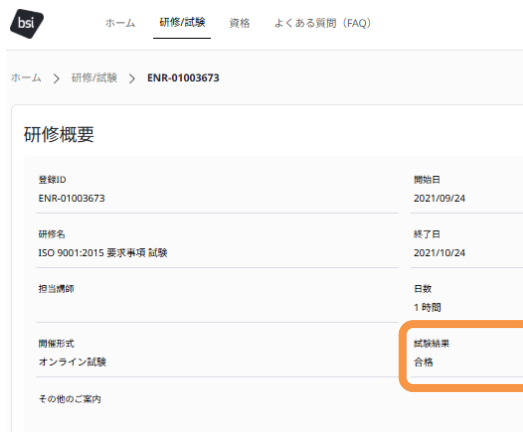 bsi
ホーム 研修/試験 資格 よくある質問（FAQ）
ホーム > 研修/試験 > ENR-01003673
研修概要
登録ID
ENR-01003673
開始日
2021/09/24
研修名
ISO 9001:2015 要求事項 試験
終了日
2021/10/24
担当講師
日数
1 時間
開催形式
オンライン試験
試験結果
合格
その他のご案内